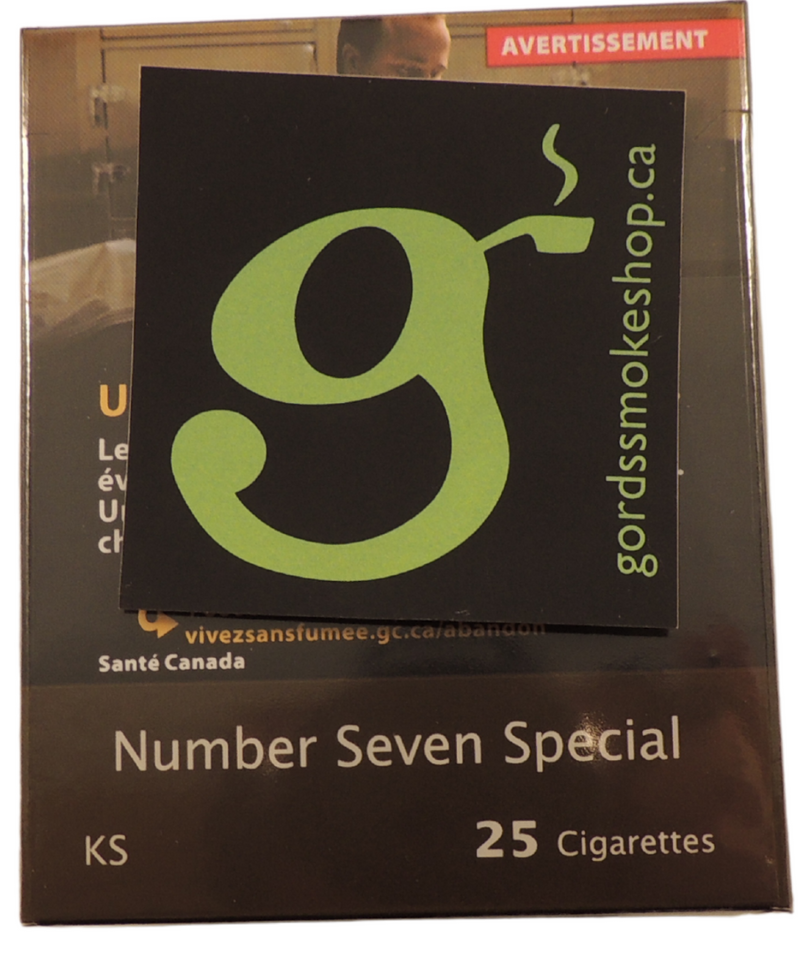 AVERTISSEMENT
gordssmokeshop.ca
vivezsansfumee.gc.ca/abandon
Santé Canada
Number Seven Special
KS
25 Cigarettes